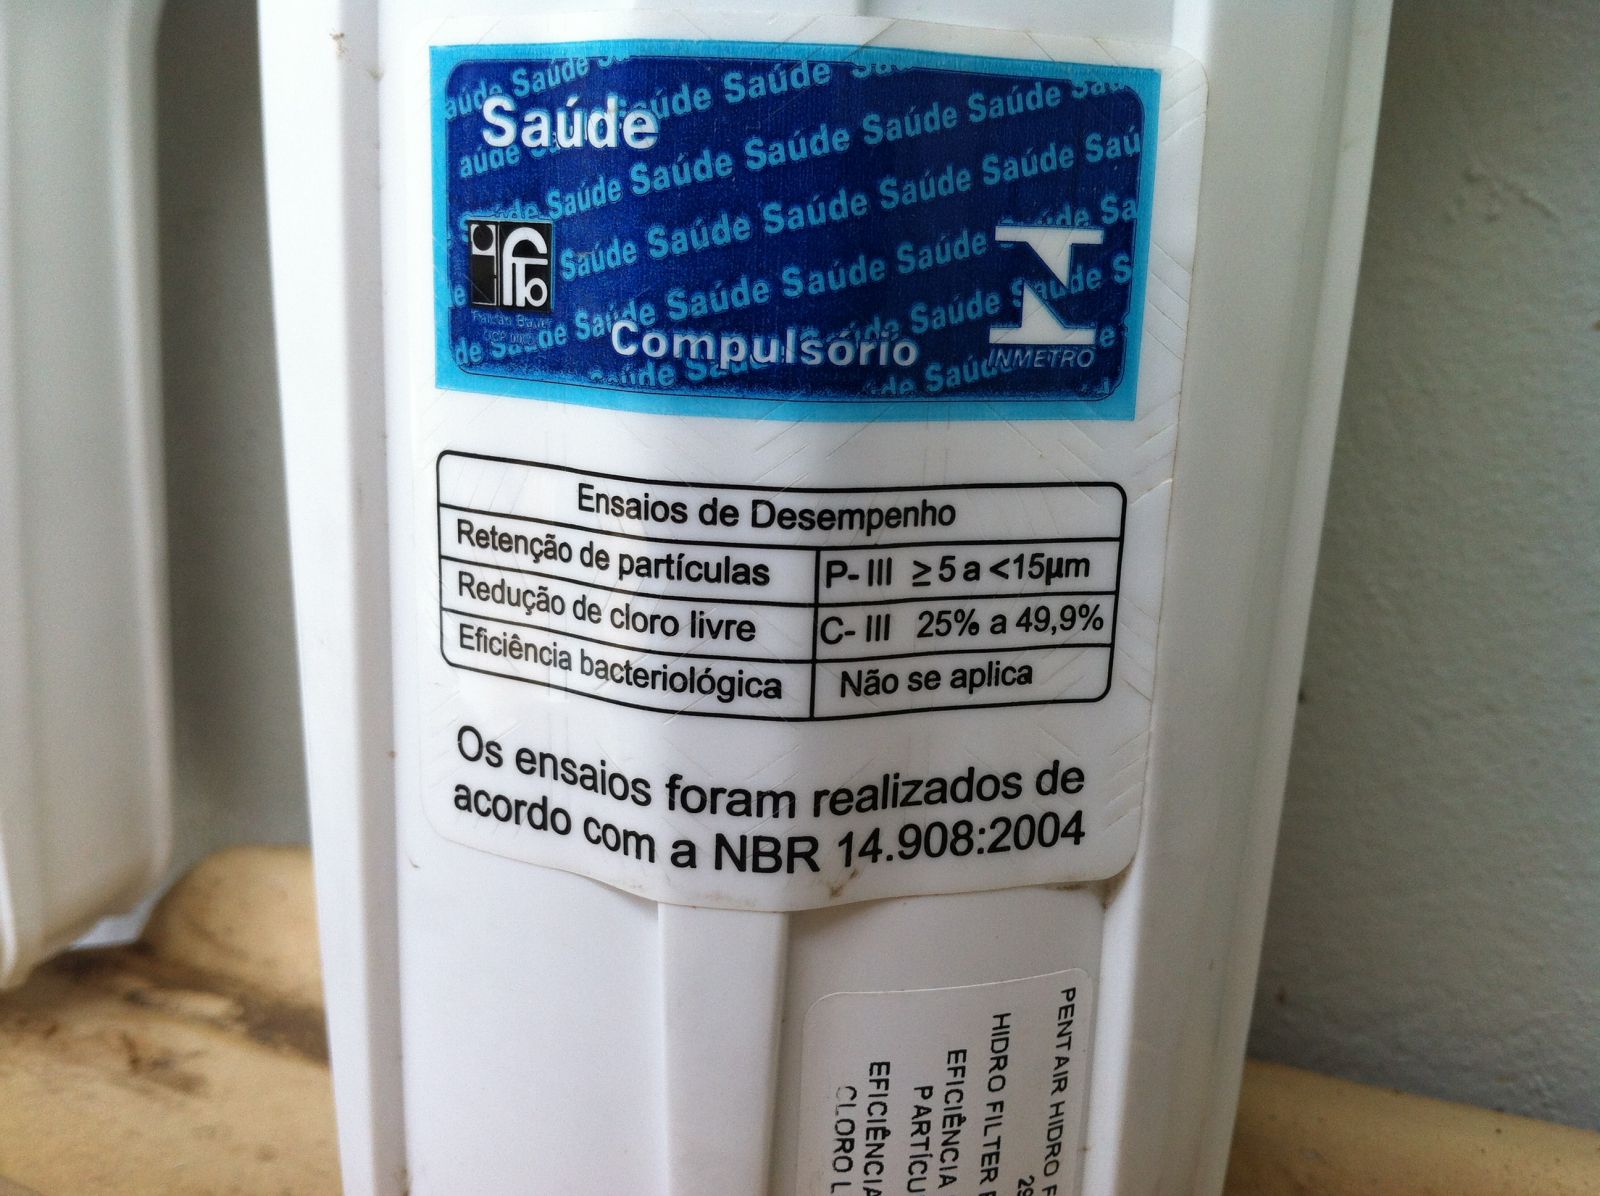 Saúde
Compulsório
INMETRO
Ensaios de Desempenho
Retenção de partículas P- III ≥ 5 a <15µm
Redução de cloro livre C- III 25% a 49,9%
Eficiência bacteriológica Não se aplica
Os ensaios foram realizados de
acordo com a NBR 14.908:2004
PENTAIR HIDRO
HIDRO FILTER
EFICIÊNCIA
EFICIÊNCIA
CLORO